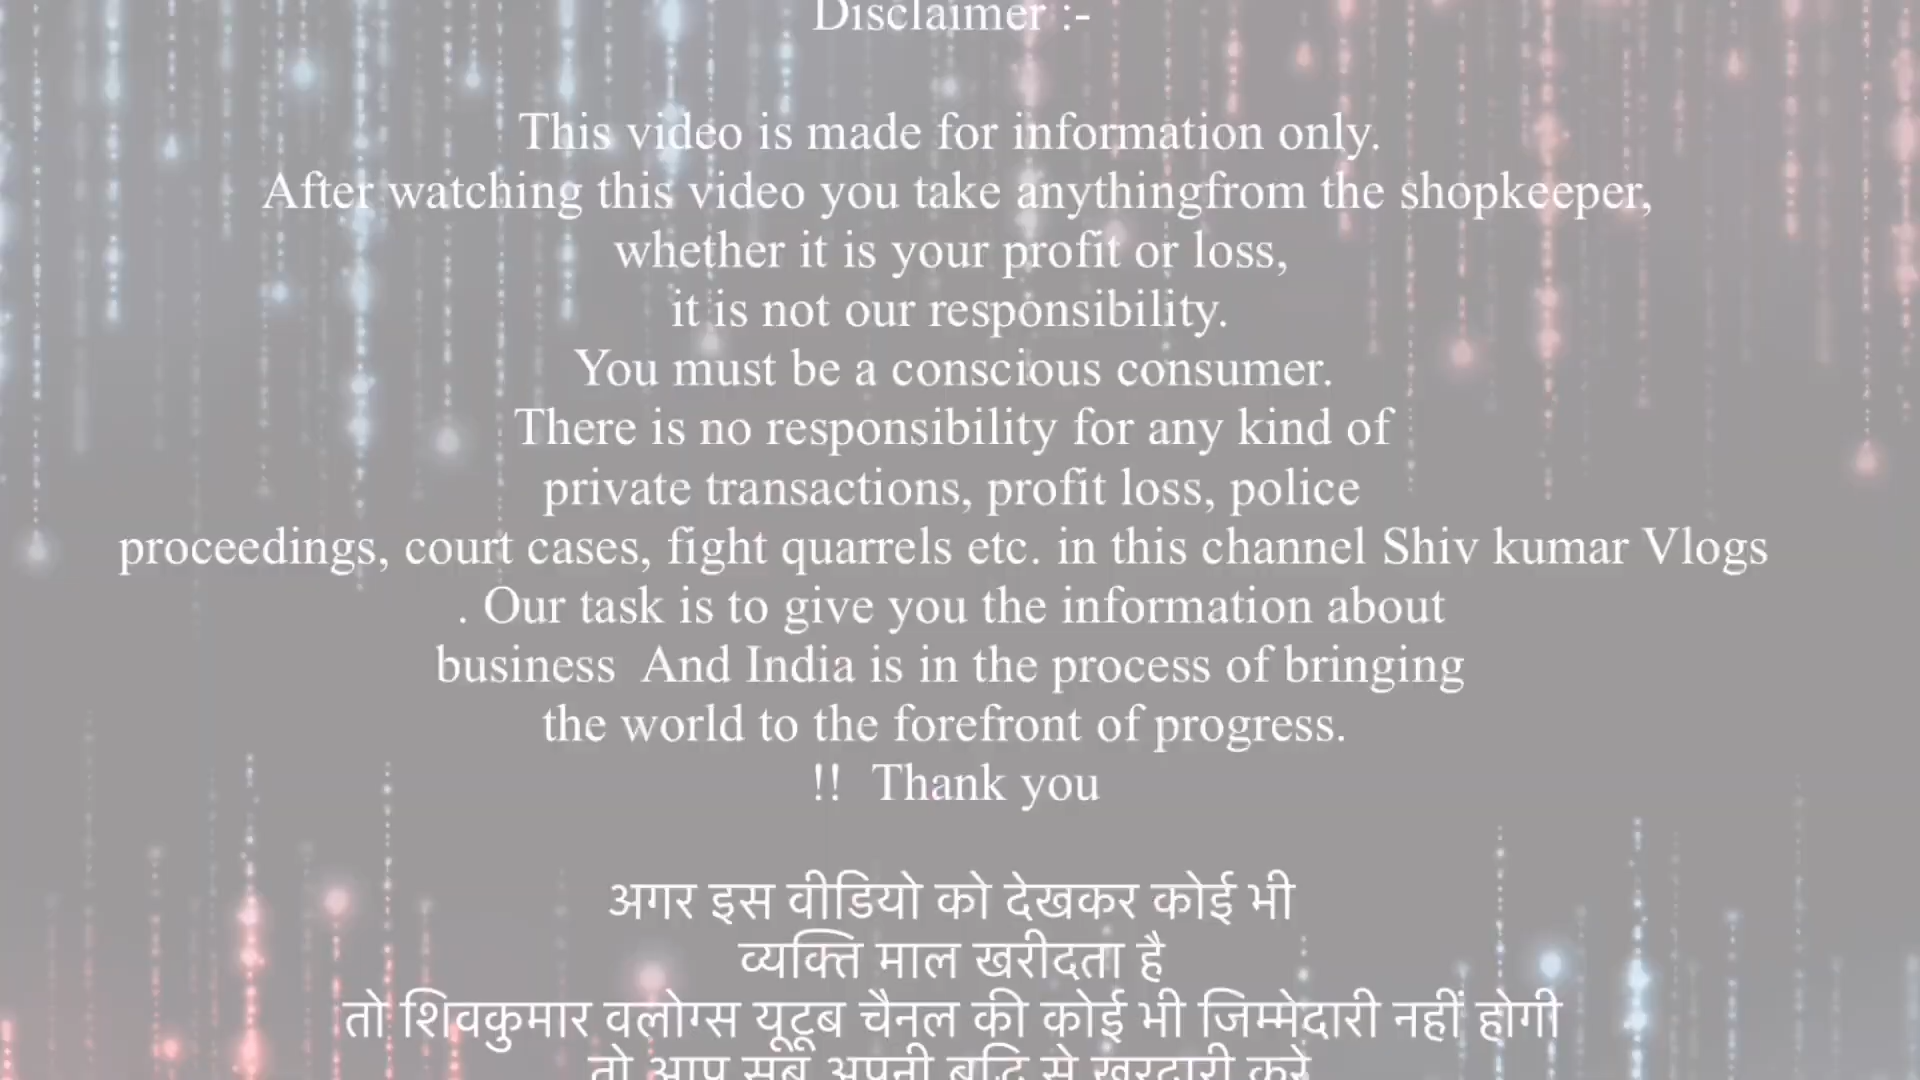 Disclaimer :-
This video is made for information only.
After watching this video you take anythingfrom the shopkeeper,
whether it is your profit or loss,
it is not our responsibility.
You must be a conscious consumer.
There is no responsibility for any kind of
private transactions, profit loss, police
proceedings, court cases, fight quarrels etc. in this channel Shiv kumar Vlogs
. Our task is to give you the information about
business And India is in the process of bringing
the world to the forefront of progress.
!! Thank you
अगर इस वीडियो को देखकर कोई भी
व्यक्ति माल खरीदता है
तो शिवकुमार वलोग्स यूटूब चैनल की कोई भी जिम्मेदारी नहीं होगी
तो आप सब अपनी से करे